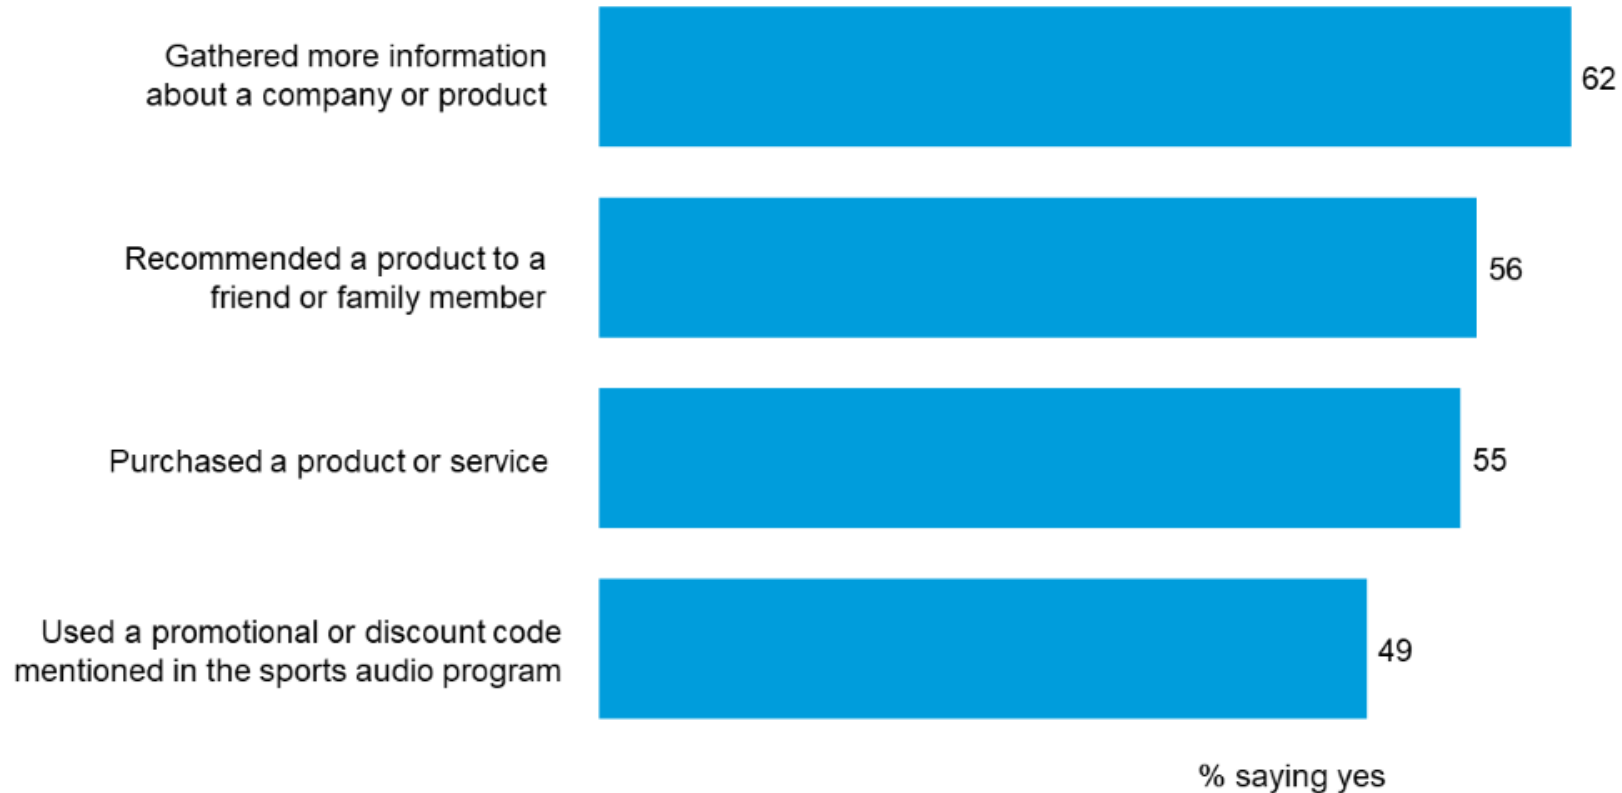 Gathered more information
about a company or product
62
Recommended a product to a
friend or family member
56
Purchased a product or service
55
Used a promotional or discount code
mentioned in the sports audio program
49
% saying yes